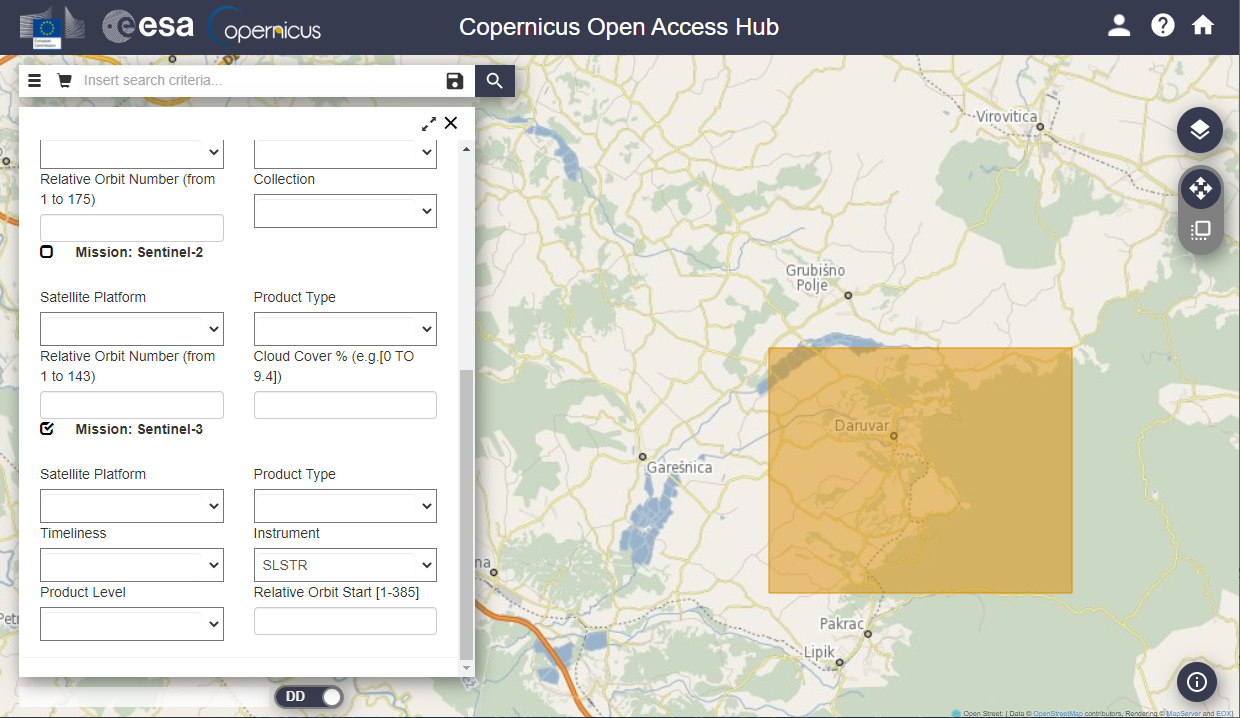 European
Commission
esa
opernicus
Copernicus Open Access Hub
Insert search criteria...
Relative Orbit Number (from
1 to 175)
Collection
Mission: Sentinel-2
Satellite Platform
Product Type
Relative Orbit Number (from
1 to 143)
Cloud Cover % (e.g.[0 TO
9.4])
Mission: Sentinel-3
Satellite Platform
Product Type
Timeliness
Instrument
SLSTR
Product Level
Relative Orbit Start [1-385]
DD
Virovitica
Grubišno
Polje
Daruvar
Garešnica
na
Petr
Pakrac
Lipik
Open Street: { Data © OpenStreetMap contributors, Rendering © MapServer and EOX}